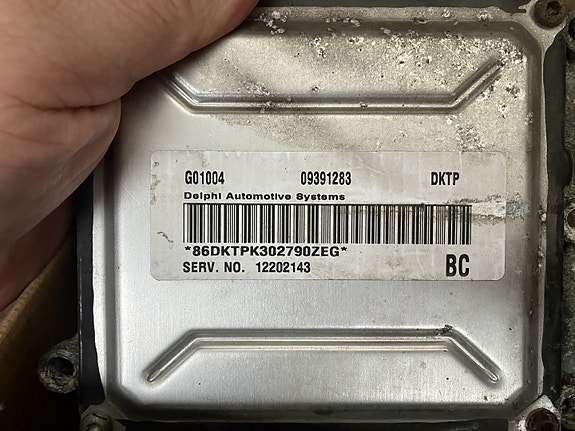 G01004 09391283 DKTP
Delphi Automotive Systems
*86DKTPK302790ZEG*
SERV. NO. 12202143 BC